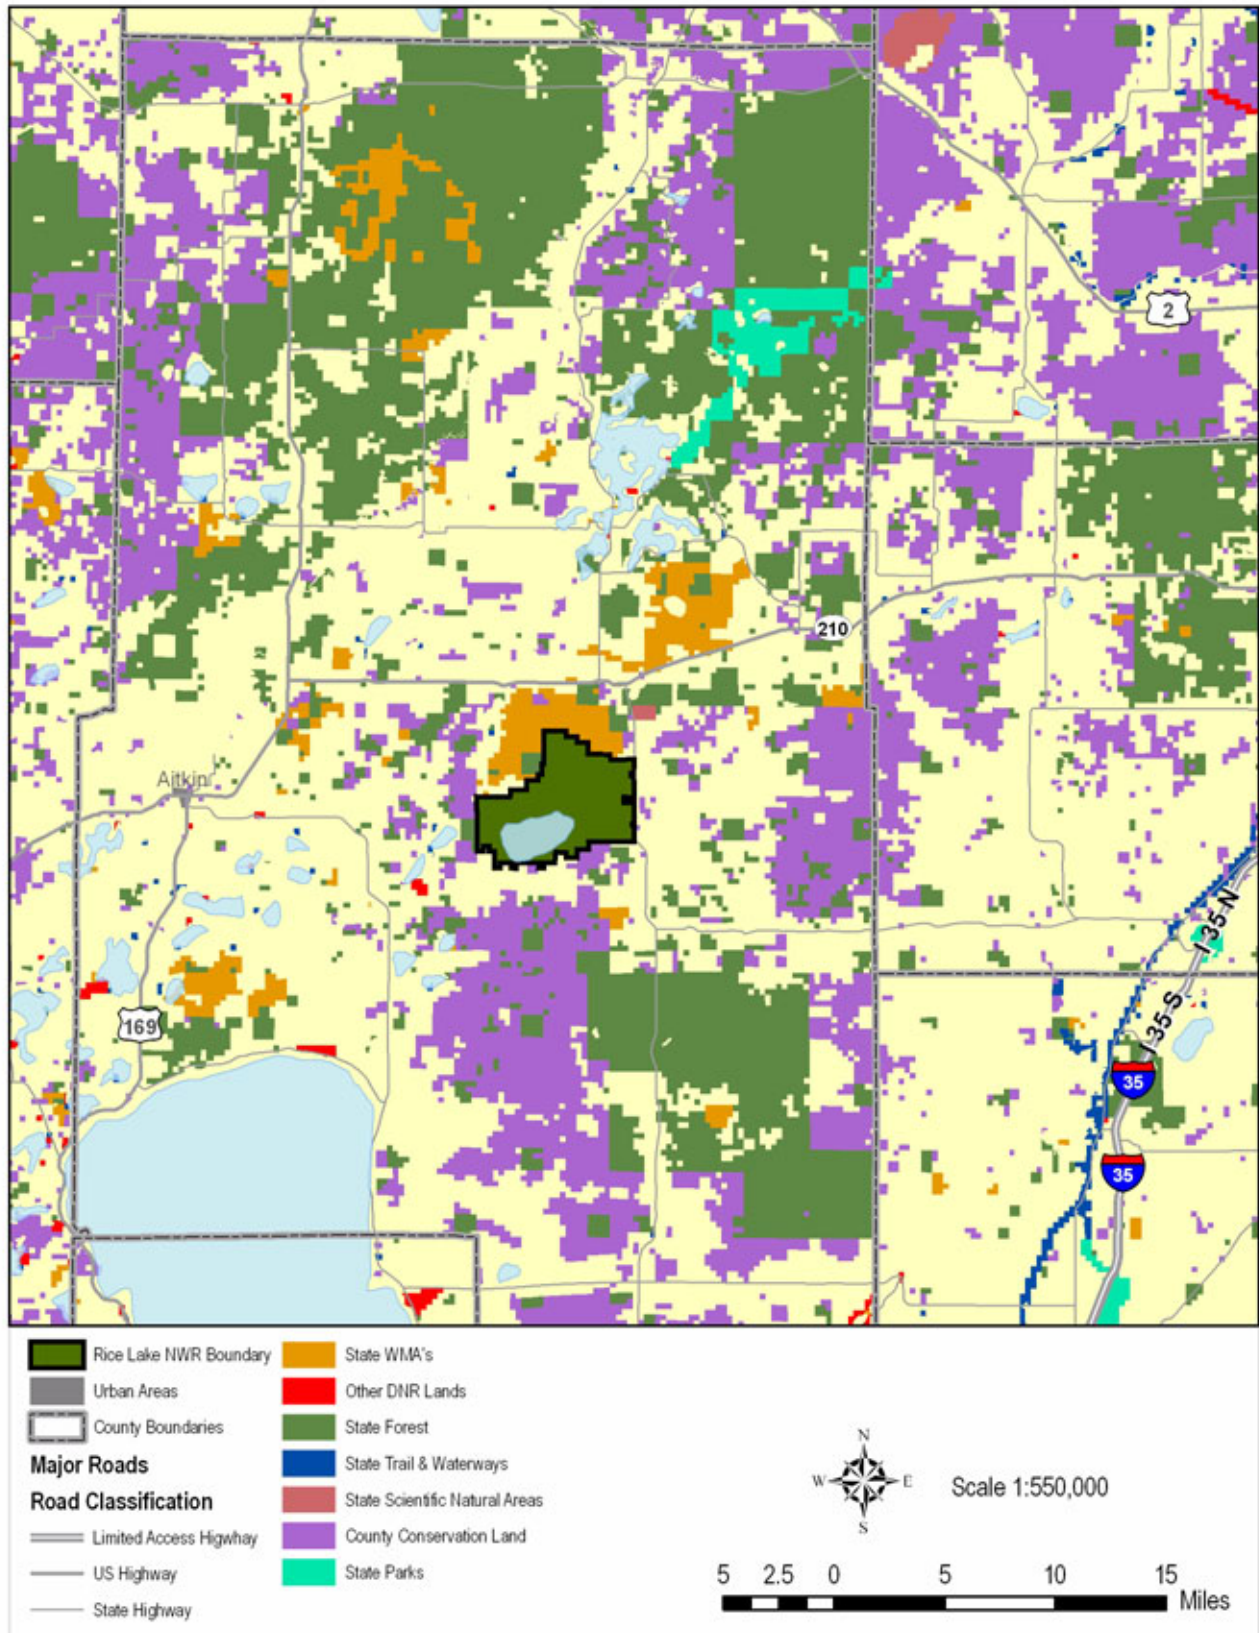 2
210
Aitkin
I 35 N
I 35 S
169
35
35
Rice Lake NWR Boundary
Urban Areas
County Boundaries
Major Roads
Road Classification
Limited Access Higwhay
US Highway
State Highway
State WMA's
Other DNR Lands
State Forest
State Trail & Waterways
State Scientific Natural Areas
County Conservation Land
State Parks
N
W E
S
Scale 1:550,000
5 2.5 0 5 10 15
Miles